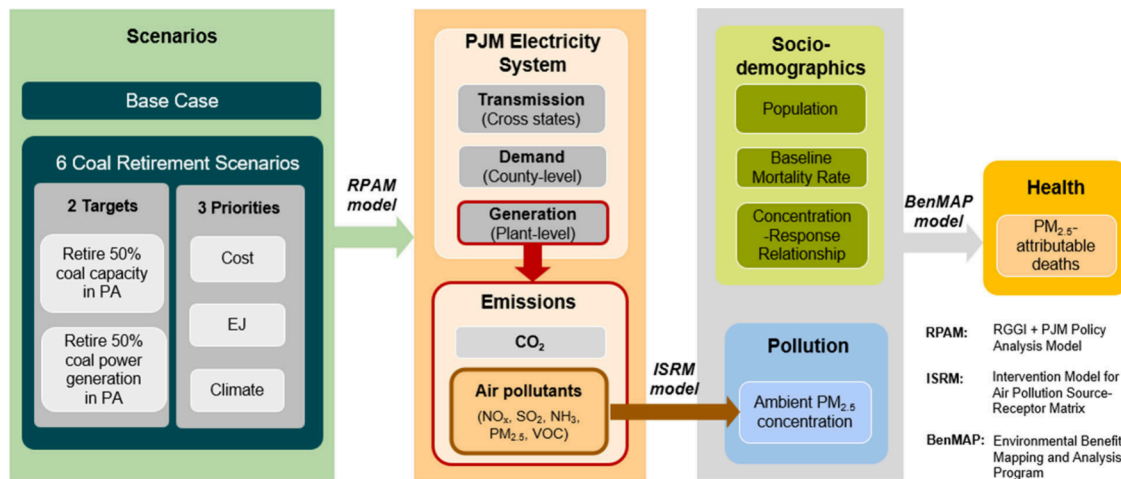 Scenarios
Base Case
6 Coal Retirement Scenarios
2 Targets
Retire 50%
coal capacity
in PA
Retire 50%
coal power
generation
in PA
3 Priorities
Cost
EJ
Climate
RPAM
model
PJM Electricity
System
Transmission
(Cross states)
Demand
(County-level)
Generation
(Plant-level)
Emissions
CO₂
Air pollutants
(NOₓ, SO₂, NH₃,
PM₂.₅, VOC)
ISRM
model
Socio-
demographics
Population
Baseline
Mortality Rate
Concentration
-Response
Relationship
Pollution
Ambient PM₂.₅
concentration
BenMAP
model
Health
PM₂.₅-
attributable
deaths
RPAM: RGGI + PJM Policy
Analysis Model
ISRM: Intervention Model for
Air Pollution Source-
Receptor Matrix
BenMAP: Environmental Benefit
Mapping and Analysis
Program